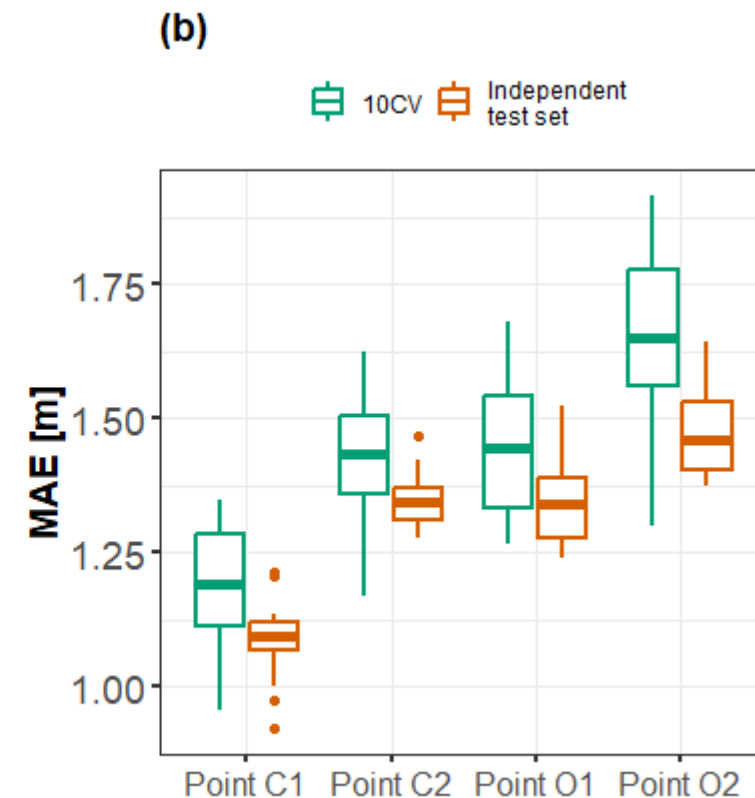 (b)
10CV
Independent
test set
MAE [m]
1.75
1.50
1.25
1.00
Point C1
Point C2
Point O1
Point O2